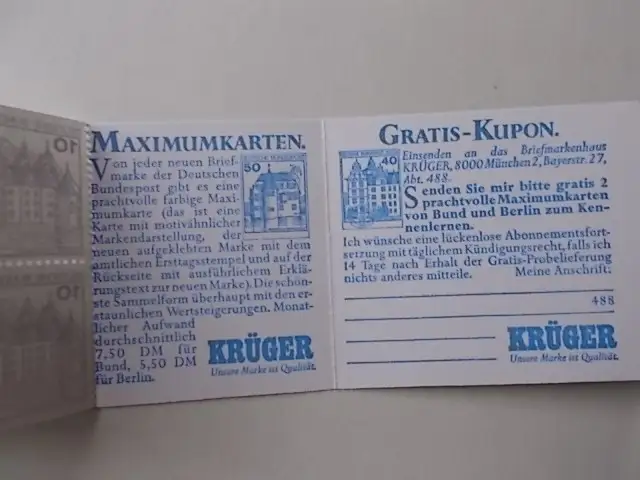 MAXIMUMKARTEN.
Von jeder neuen Brief-
marke der Deutschen
Bundespost gibt es eine
prachtvolle farbige Maxi-
mumkarte (das ist eine
Karte mit motivähnlicher
Markendarstellung, der
neuen aufgeklebten Marke mit dem
amtlichen Ersttagsstempel und auf der
Rückseite mit ausführlichem Erklä-
rungstext zur neuen Marke). Die schön-
ste Sammelform überhaupt mit den er-
staunlichen Wertsteigerungen. Monat-
licher Aufwand
durchschnittlich
7,50 DM für
Bund, 5,50 DM
für Berlin.
50
KRÜGER
Unsere Marke ist Qualität.
GRATIS-KUPON.
40
Einsenden an das Briefmarkenhaus
KRÜGER, 8000 München 2, Bayerstr. 27,
Abt. 488.
Senden Sie mir bitte gratis 2
prachtvolle Maximumkarten
von Bund und Berlin zum Ken-
nenlernen.
Ich wünsche eine lückenlose Abonnementsfort-
setzung mit täglichem Kündigungsrecht, falls ich
14 Tage nach Erhalt der Gratis-Probelieferung
nichts anderes mitteile. Meine Anschrift:
488
KRÜGER
Unsere Marke ist Qualität.
10
10